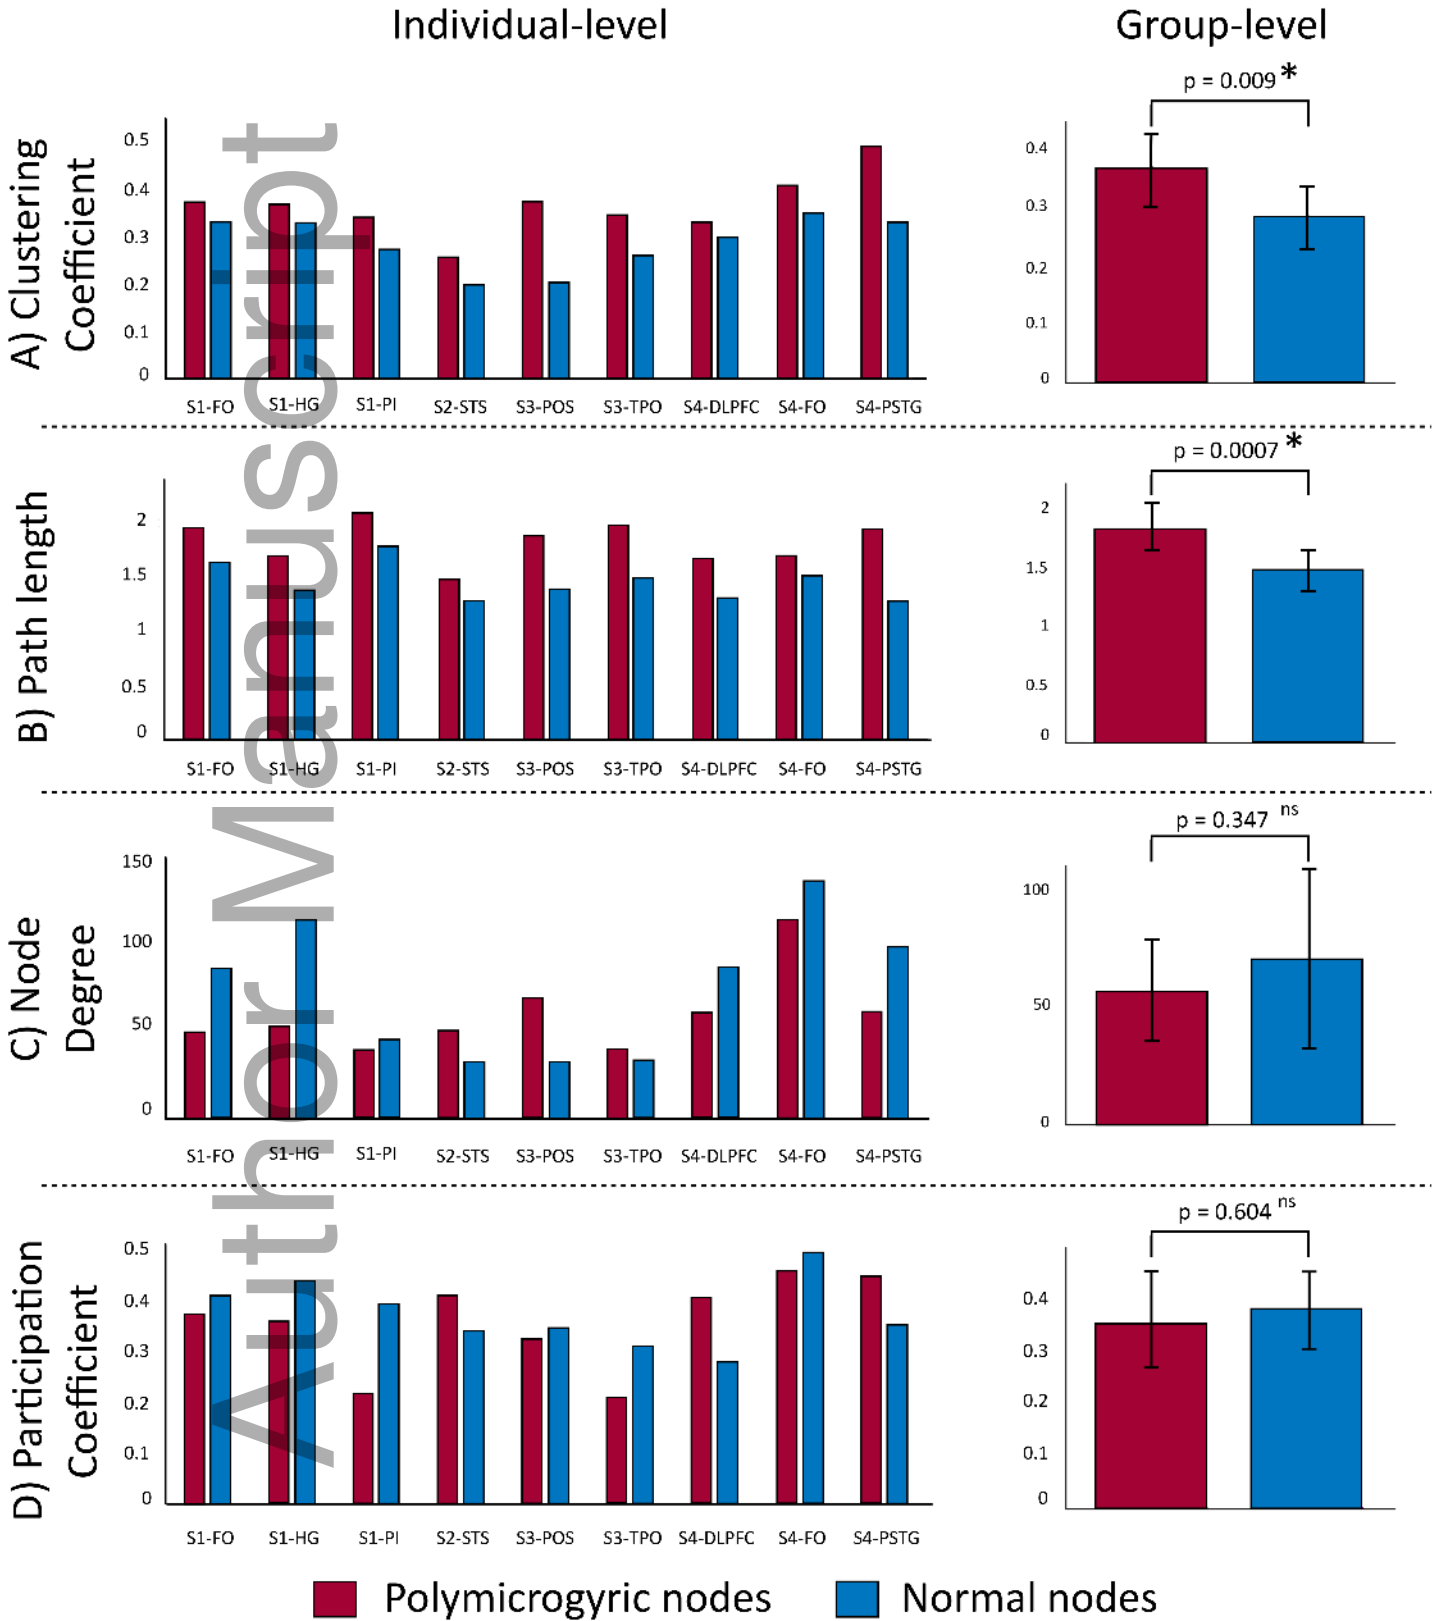 Individual-level
Group-level
A) Clustering
Coefficient
0.5
0.4
0.3
0.2
0.1
0
S1-FO S1-HG S1-PI S2-STS S3-POS S3-TPO S4-DLPFC S4-FO S4-PSTG
p = 0.009 *
0.4
0.3
0.2
0.1
0
B) Path length
2
1.5
1
0.5
0
S1-FO S1-HG S1-PI S2-STS S3-POS S3-TPO S4-DLPFC S4-FO S4-PSTG
p = 0.0007 *
2
1.5
1
0.5
0
C) Node
Degree
150
100
50
0
S1-FO S1-HG S1-PI S2-STS S3-POS S3-TPO S4-DLPFC S4-FO S4-PSTG
p = 0.347 ns
100
50
0
D) Participation
Coefficient
0.5
0.4
0.3
0.2
0.1
0
S1-FO S1-HG S1-PI S2-STS S3-POS S3-TPO S4-DLPFC S4-FO S4-PSTG
p = 0.604 ns
0.4
0.3
0.2
0.1
0
Polymicrogyric nodes
Normal nodes
Author Manuscript